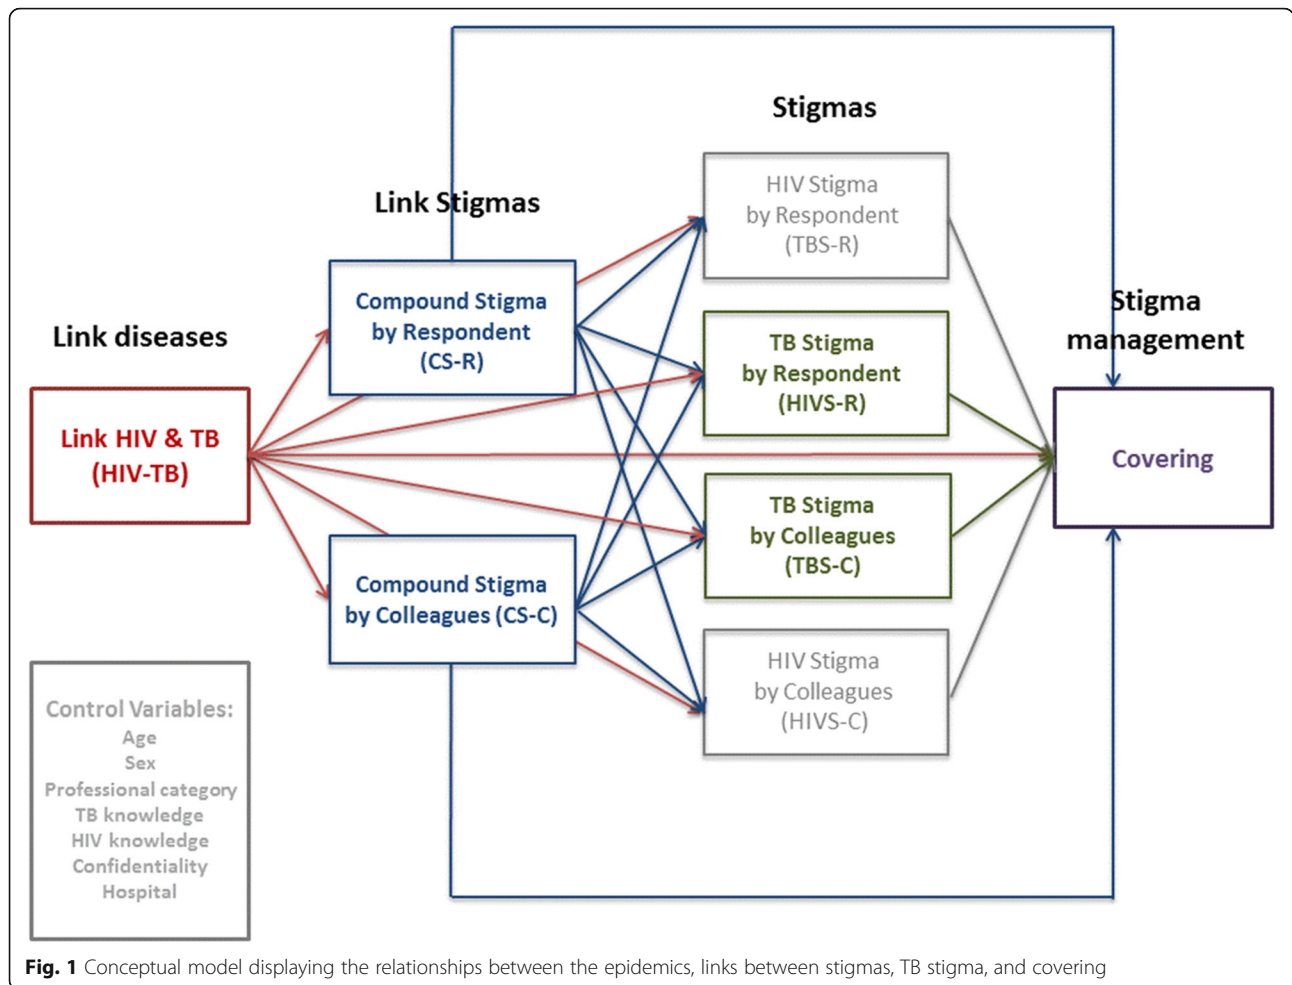 Stigmas
Link Stigmas
Link diseases
Stigma
management
HIV Stigma
by Respondent
(TBS-R)
Compound Stigma
by Respondent
(CS-R)
TB Stigma
by Respondent
(HIVS-R)
Link HIV & TB
(HIV-TB)
Covering
TB Stigma
by Colleagues
(TBS-C)
Compound Stigma
by Colleagues (CS-C)
HIV Stigma
by Colleagues
(HIVS-C)
Control Variables:
Age
Sex
Professional category
TB knowledge
HIV knowledge
Confidentiality
Hospital
Fig. 1 Conceptual model displaying the relationships between the epidemics, links between stigmas, TB stigma, and covering